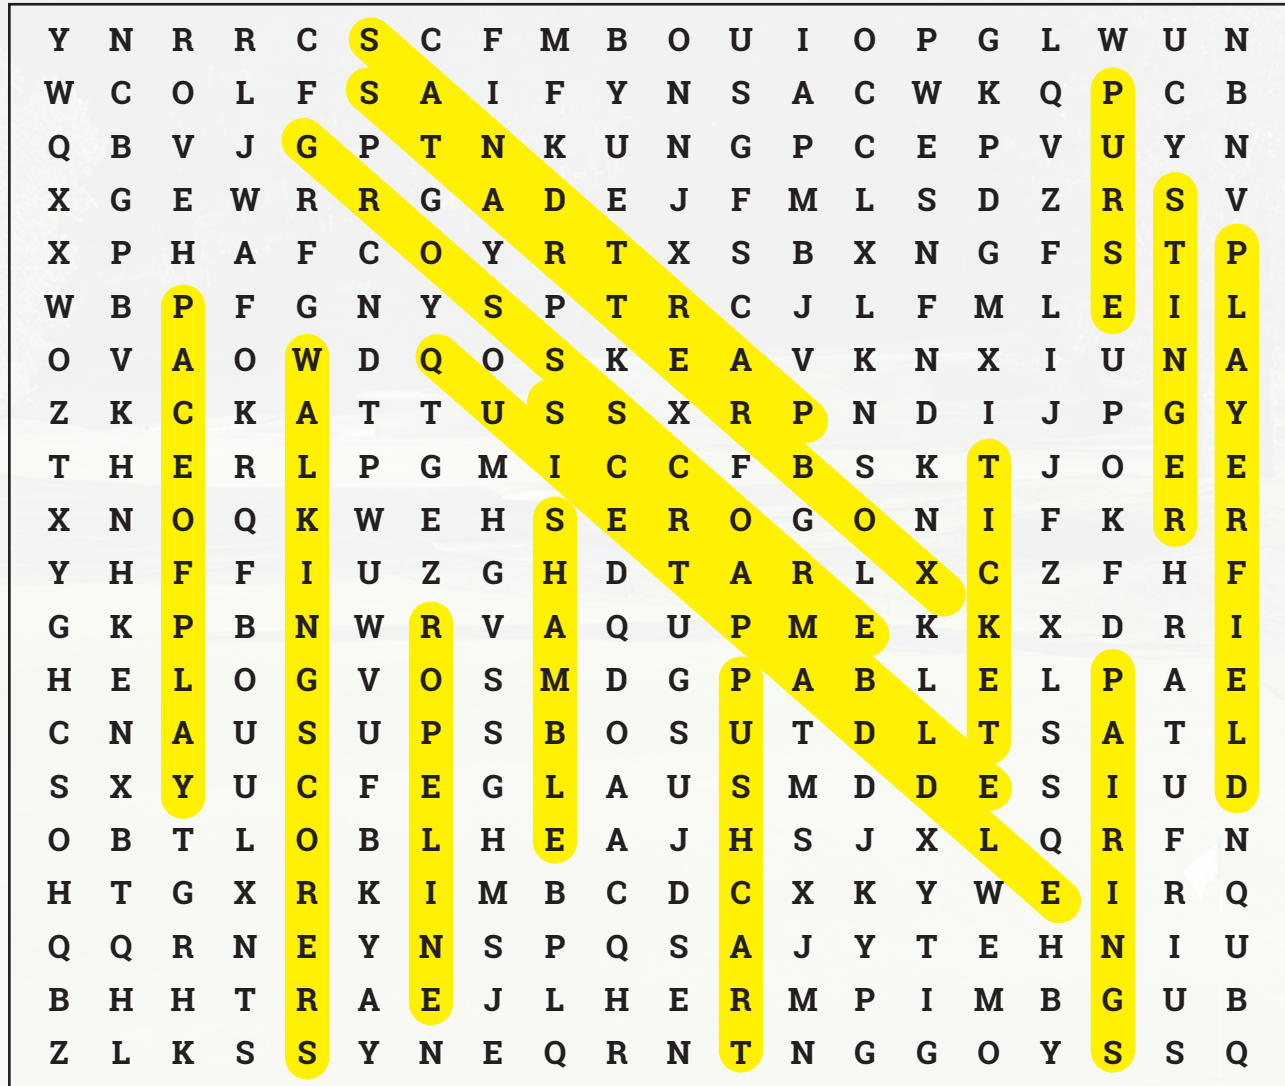 Y N R R C S C F M B O U I O P G L W U N
W C O L F S A I F Y N S A C W K Q P C B
Q B V J G P T N K U N G P C E P V U Y N
X G E W R R G A D E J F M L S D Z R S V
X P H A F C O Y R T X S B X N G F S T P
W B P F G N Y S P T R C J L F M L E I L
O V A O W D Q O S K E A V K N X I U N A
Z K C K A T T U S S X R P N D I J P G Y
T H E R L P G M I C C F B S K T J O E E
X N O Q K W E H S E R O G O N I F K R R
Y H F F I U Z G H D T A R L X C Z F H F
G K P B N W R V A Q U P M E K K X D R I
H E L O G V O S M D G P A B L E L P A E
C N A U S U P S B O S U T D L T S A T L
S X Y U C F E G L A U S M D D E S I U D
O B T L O B L H E A J H S J X L Q R F N
H T G X R K I M B C D C X K Y W E I R Q
Q Q R N E Y N S P Q S A J Y T E H N I U
B H H T R A E J L H E R M P I M B G U B
Z L K S S Y N E Q R N T N G G O Y S S Q